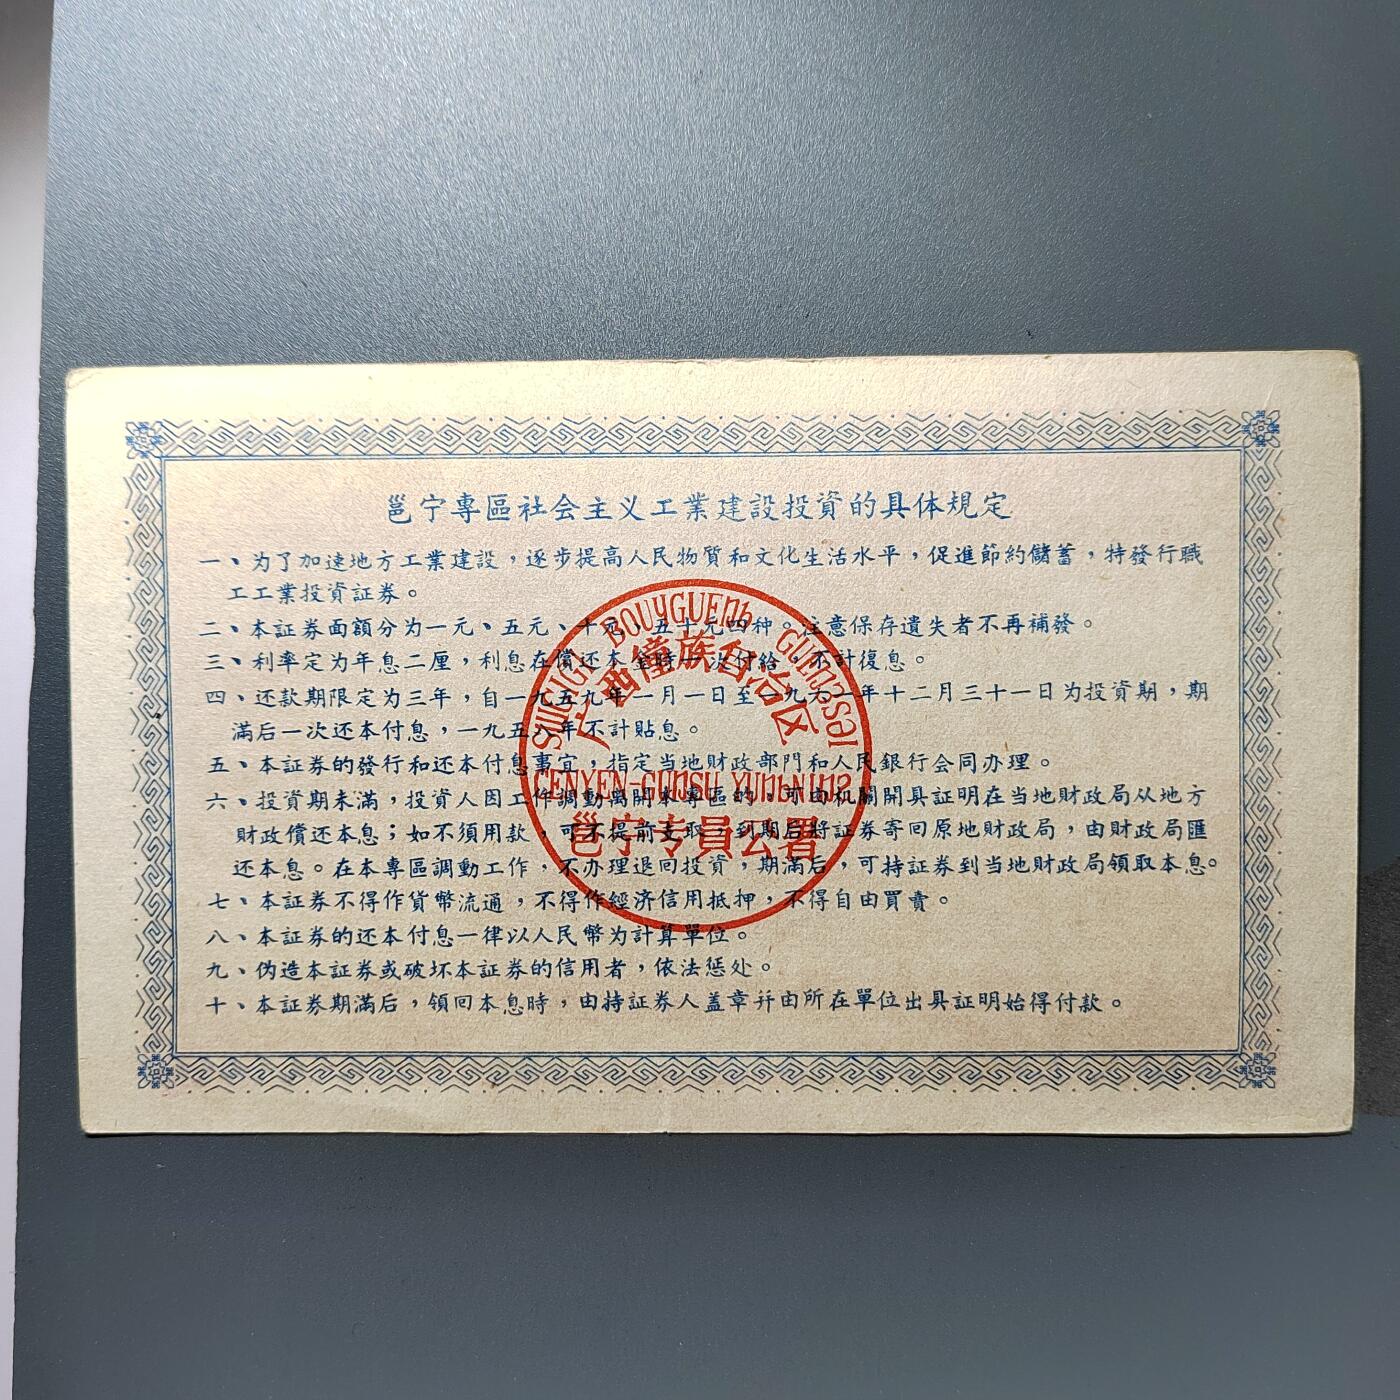 邕宁專區社会主义工業建設投資的具体規定
一、为了加速地方工業建設，逐步提高人民物質和文化生活水平，促進節約儲蓄，特發行職
工工業投資証券。
二、本証券面額分为一元、五元、十元、五十元四种。注意保存遺失者不再補發。
三、利率定为年息二厘，利息在償还本金時一次付給，不計復息。
四、还款期限定为三年，自一九五九年一月一日至一九六一年十二月三十一日为投資期，期
滿后一次还本付息，一九五八年不計貼息。
五、本証券的發行和还本付息事宜，指定当地財政部門和人民銀行会同办理。
六、投資期未滿，投資人因工作調動离開本專區的，可由机關開具証明在当地財政局从地方
財政償还本息；如不須用款，可不提前支取，到期后將証券寄回原地財政局，由財政局匯
还本息。在本專區調動工作，不办理退回投資，期滿后，可持証券到当地財政局領取本息。
七、本証券不得作貨幣流通，不得作經济信用抵押，不得自由買賣。
八、本証券的还本付息一律以人民幣为計算單位。
九、伪造本証券或破坏本証券的信用者，依法惩处。
十、本証券期滿后，領回本息時，由持証券人盖章幷由所在單位出具証明始得付款。
广西僮族自治区
邕宁专員公署